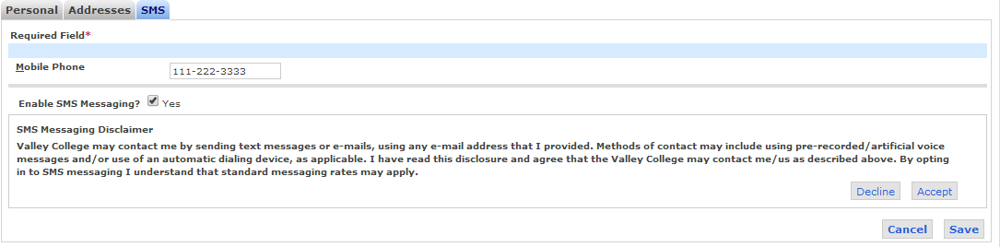 Personal Addresses SMS
Required Field*
Mobile Phone 111-222-3333
Enable SMS Messaging? Yes
SMS Messaging Disclaimer
Valley College may contact me by sending text messages or e-mails, using any e-mail address that I provided. Methods of contact may include using pre-recorded/artificial voice
messages and/or use of an automatic dialing device, as applicable. I have read this disclosure and agree that the Valley College may contact me/us as described above. By opting
in to SMS messaging I understand that standard messaging rates may apply.
Decline Accept
Cancel Save